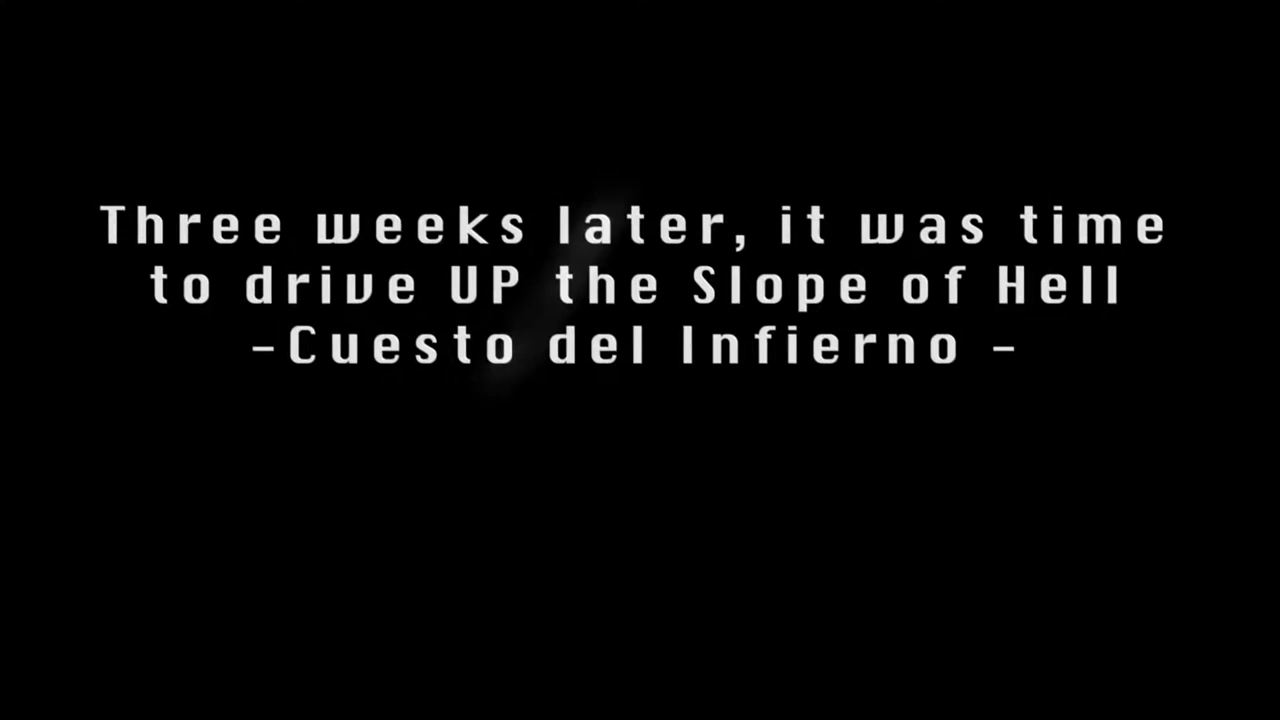 Three weeks later, it was time
to drive UP the Slope of Hell
-Cuesto del Infierno -